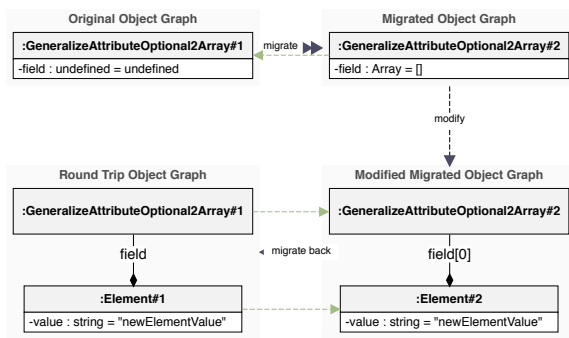 Original Object Graph
Migrated Object Graph
:GeneralizeAttributeOptional2Array#1
-field : undefined = undefined
migrate
:GeneralizeAttributeOptional2Array#2
-field : Array = []
modify
Round Trip Object Graph
Modified Migrated Object Graph
:GeneralizeAttributeOptional2Array#1
:GeneralizeAttributeOptional2Array#2
field
migrate back
field[0]
:Element#1
-value : string = "newElementValue"
:Element#2
-value : string = "newElementValue"